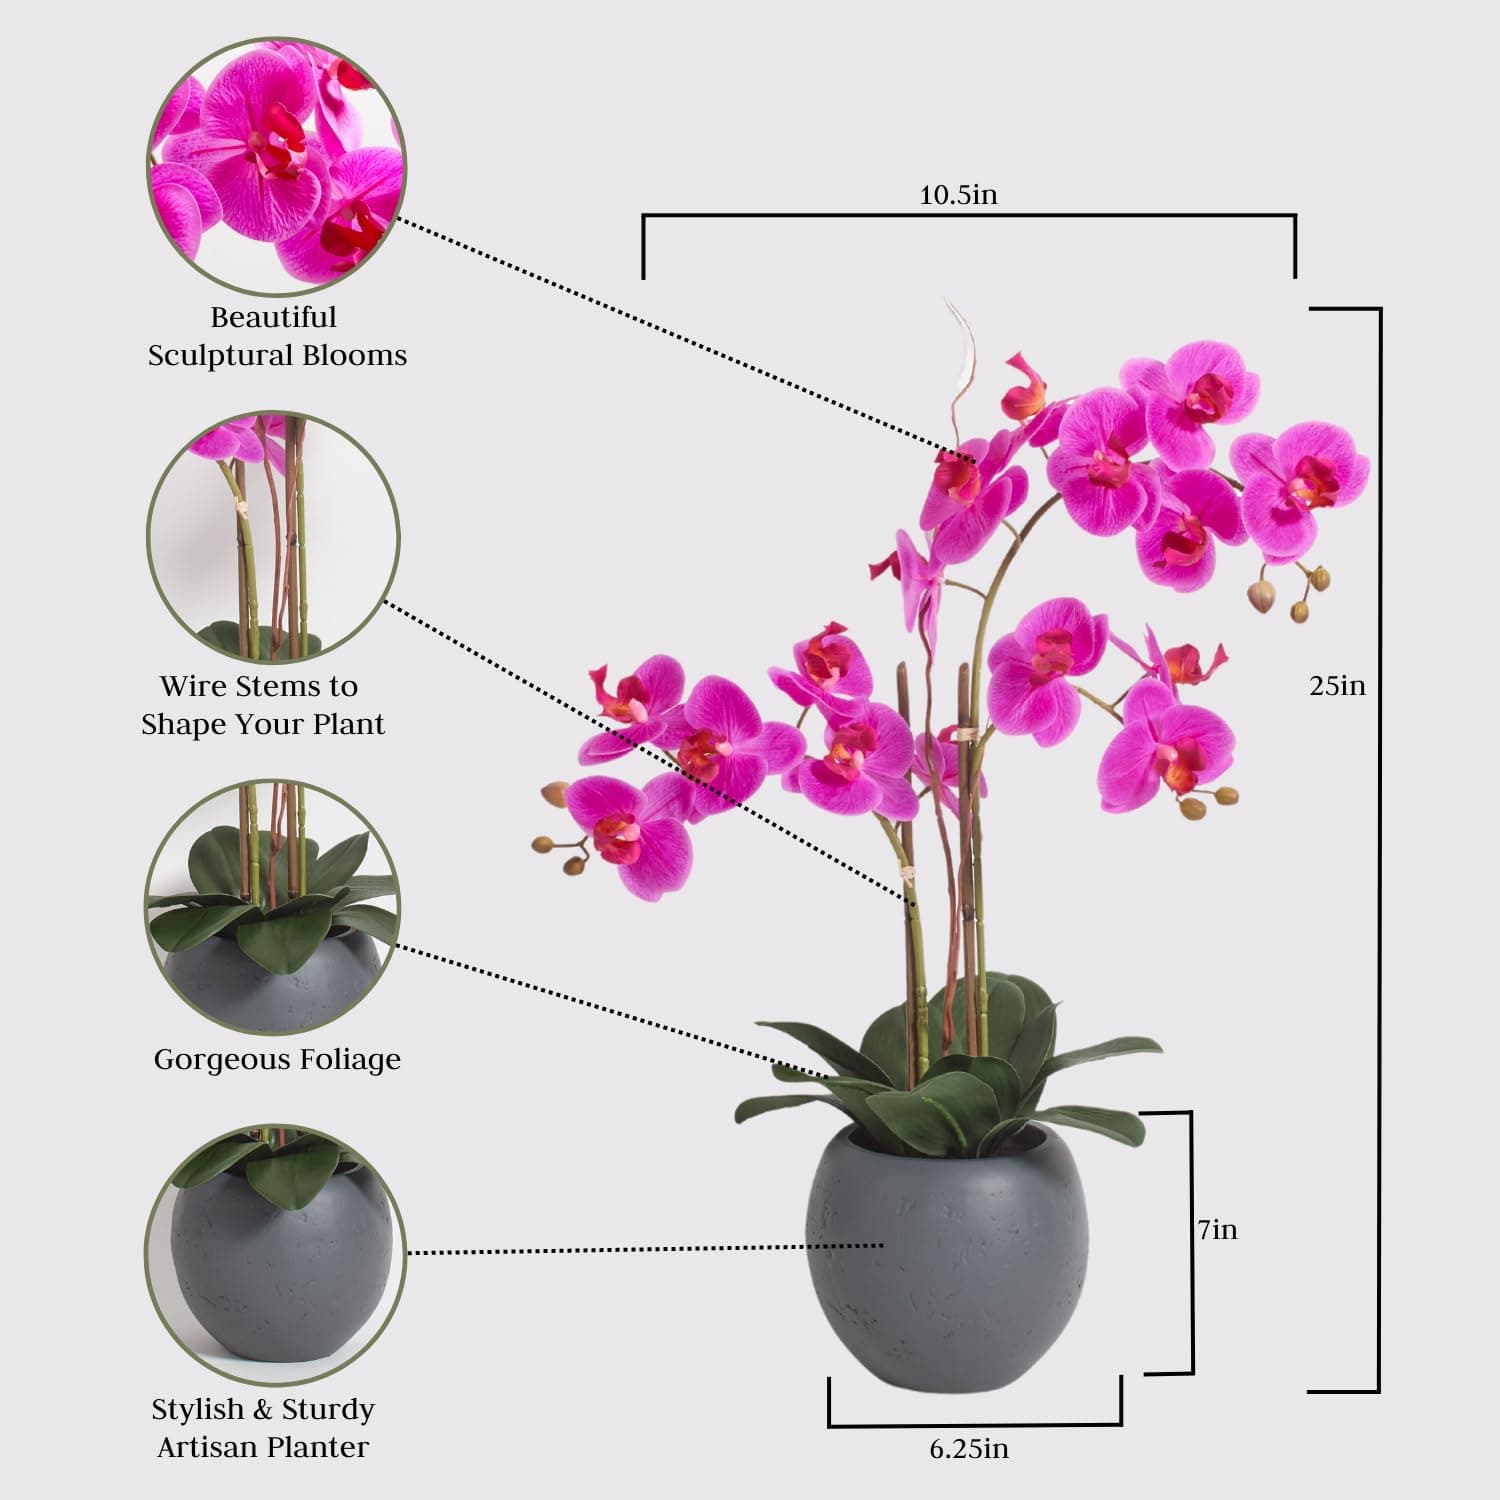 10.5in
Beautiful
Sculptural Blooms
Wire Stems to
Shape Your Plant
25in
Gorgeous Foliage
7in
Stylish & Sturdy
Artisan Planter
6.25in